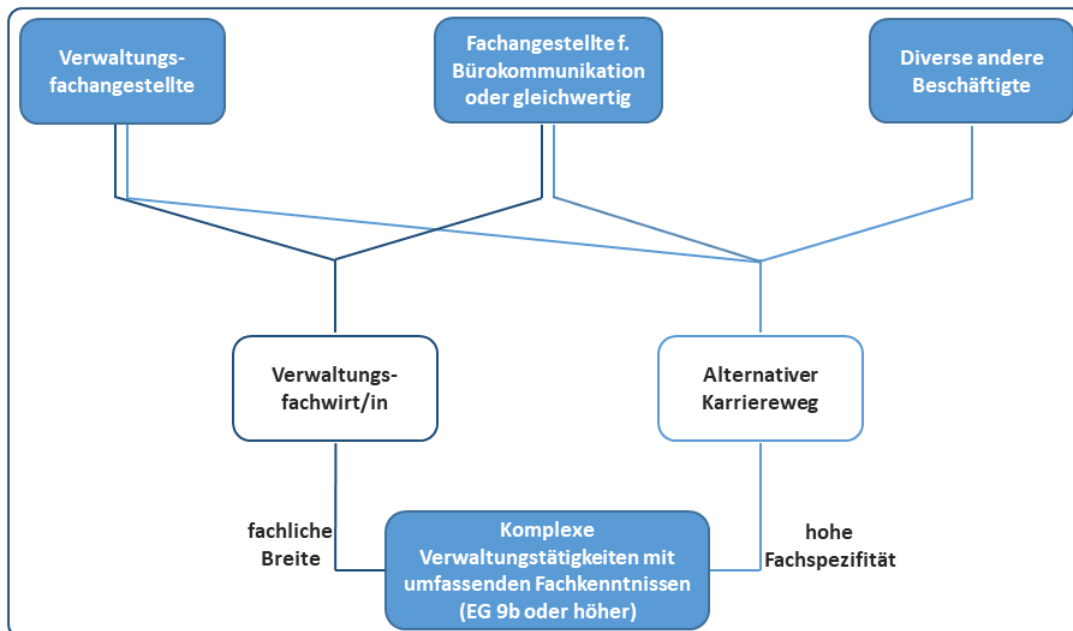 Verwaltungs-
fachangestellte
Fachangestellte f.
Bürokommunikation
oder gleichwertig
Diverse andere
Beschäftigte
Verwaltungs-
fachwirt/in
Alternativer
Karriereweg
fachliche
Breite
Komplexe
Verwaltungstätigkeiten mit
umfassenden Fachkenntnissen
(EG 9b oder höher)
hohe
Fachspezifität